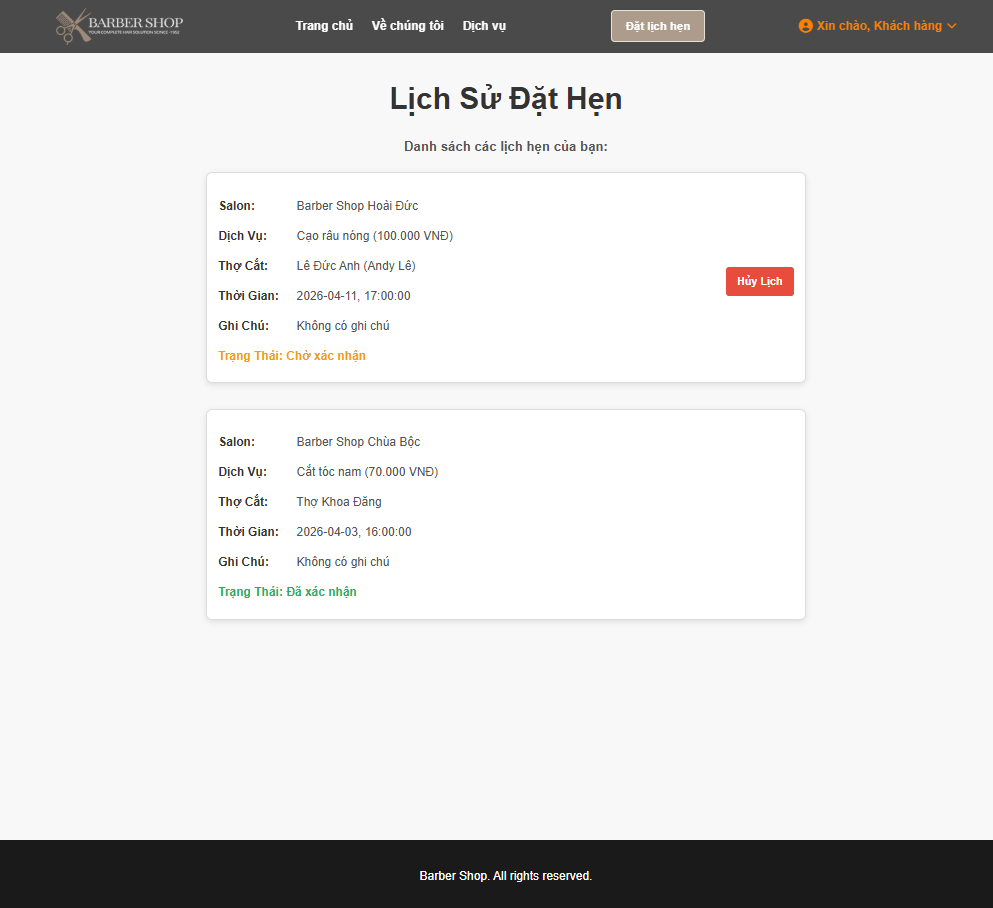 BARBER SHOP
Trang chủ Về chúng tôi Dịch vụ Đặt lịch hẹn Xin chào, Khách hàng
Lịch Sử Đặt Hẹn
Danh sách các lịch hẹn của bạn:
Salon: Barber Shop Hoài Đức
Dịch Vụ: Cạo râu nóng (100.000 VNĐ)
Thợ Cắt: Lê Đức Anh (Andy Lê)
Thời Gian: 2026-04-11, 17:00:00
Hủy Lịch
Ghi Chú: Không có ghi chú
Trạng Thái: Chờ xác nhận
Salon: Barber Shop Chùa Bộc
Dịch Vụ: Cắt tóc nam (70.000 VNĐ)
Thợ Cắt: Thợ Khoa Đăng
Thời Gian: 2026-04-03, 16:00:00
Ghi Chú: Không có ghi chú
Trạng Thái: Đã xác nhận
Barber Shop. All rights reserved.